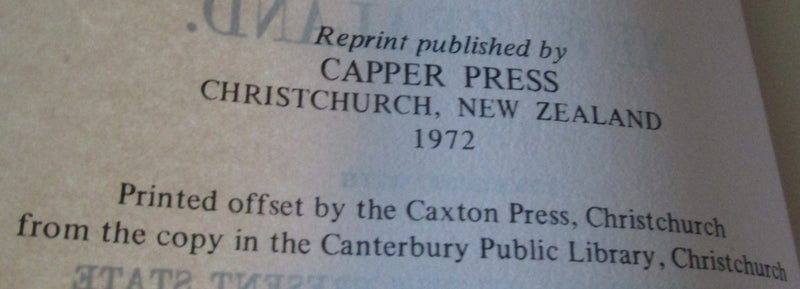 Reprint published by
CAPPER PRESS
CHRISTCHURCH, NEW ZEALAND
1972
Printed offset by the Caxton Press, Christchurch
from the copy in the Canterbury Public Library, Christchurch